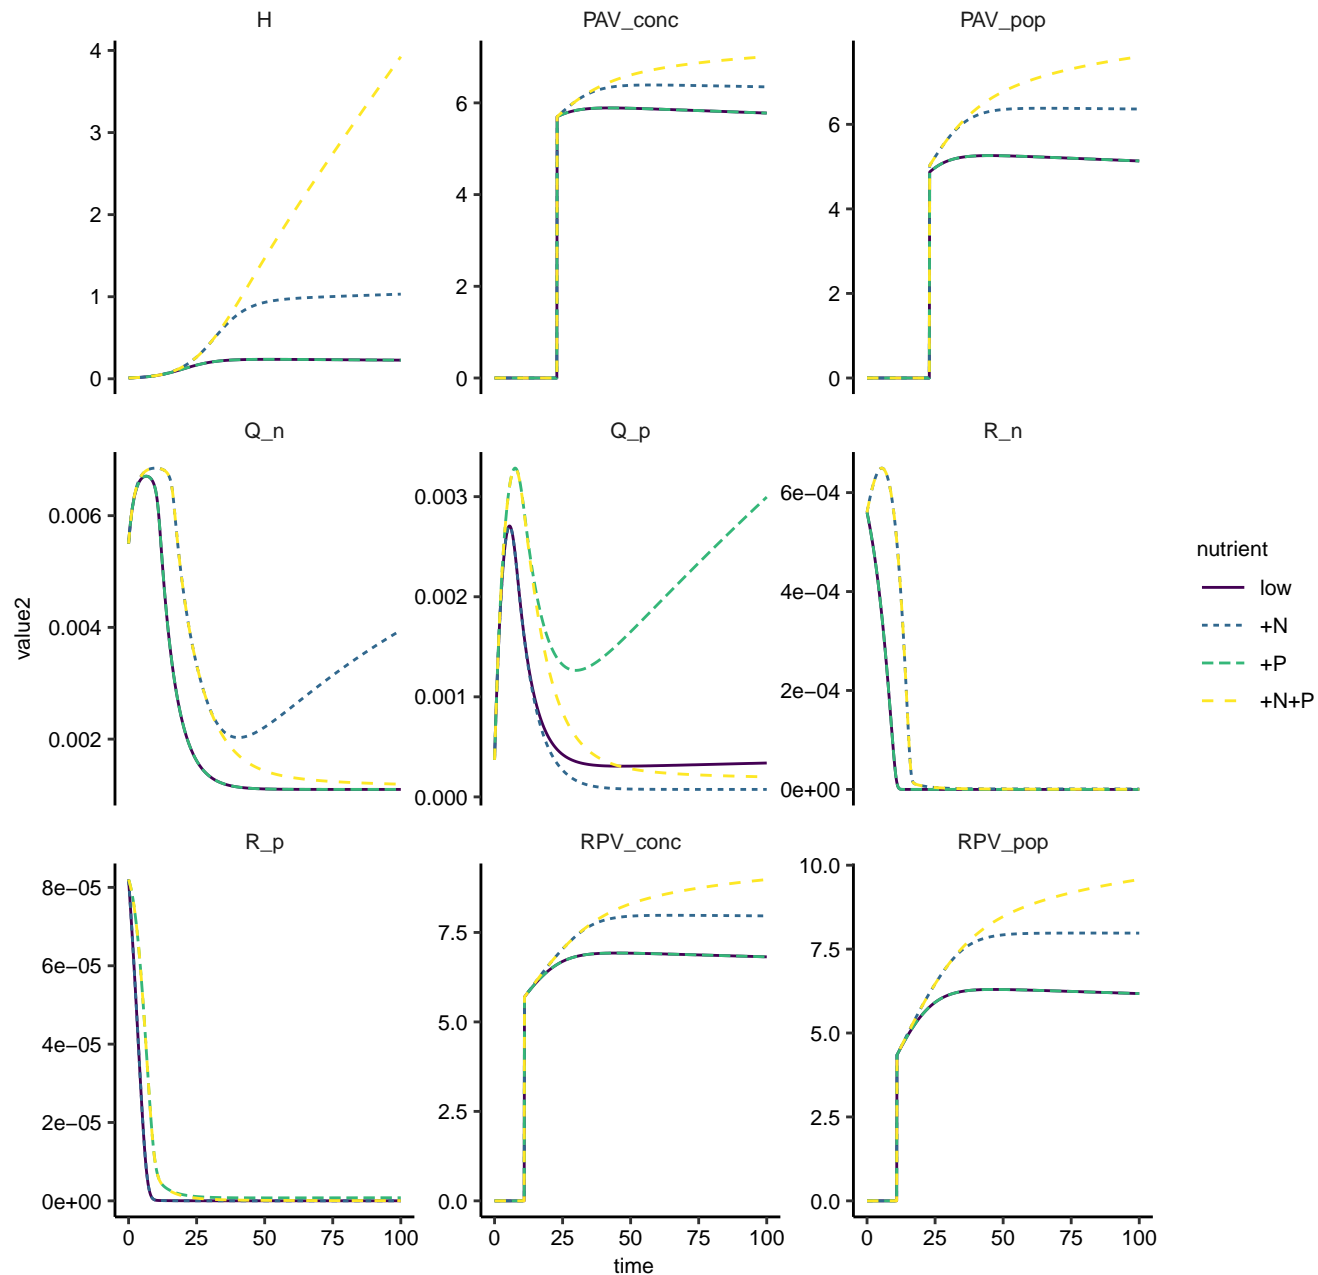 H
PAV_conc
PAV_pop
4
3
2
1
0
6
4
2
0
6
4
2
0
Q_n
Q_p
R_n
0.006
0.004
0.002
0.003
0.002
0.001
0.000
6e−04
4e−04
2e−04
0e+00
value2
nutrient
low
+N
+P
+N+P
R_p
RPV_conc
RPV_pop
8e−05
6e−05
4e−05
2e−05
0e+00
7.5
5.0
2.5
0.0
10.0
7.5
5.0
2.5
0.0
0 25 50 75 100
0 25 50 75 100
0 25 50 75 100
time